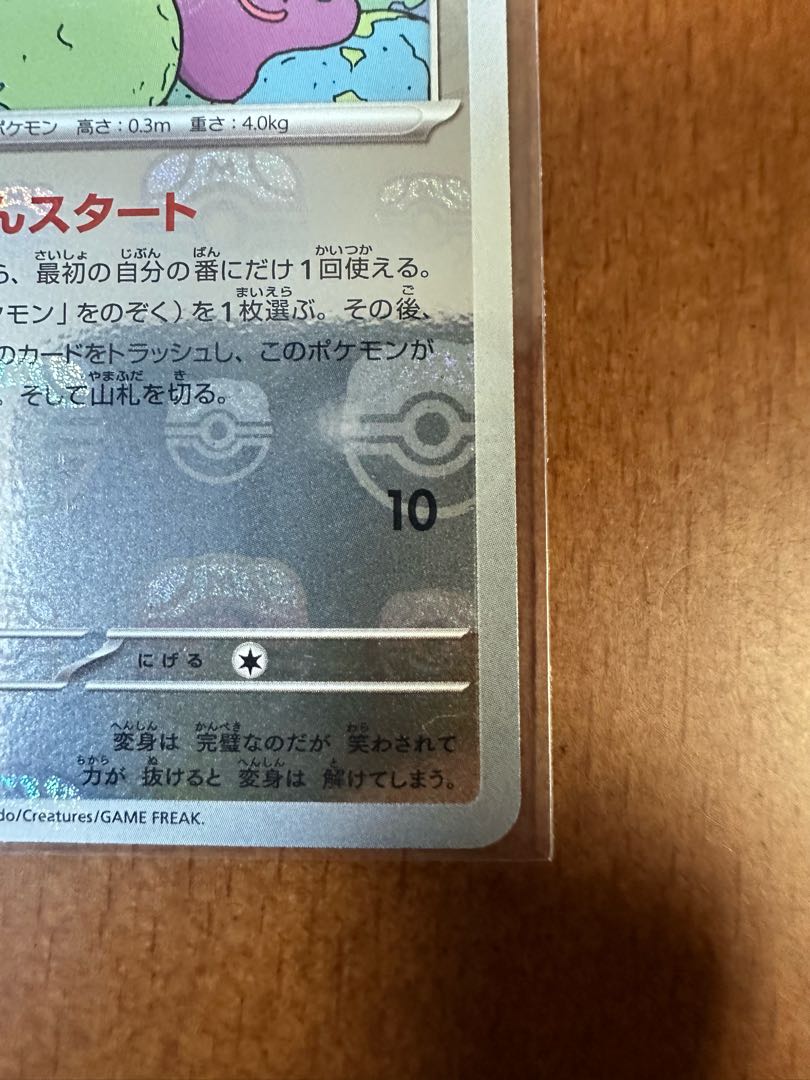 ポケモン 高さ：0.3m 重さ：4.0kg
んスタート
ら、最初の自分の番にだけ1回使える。
モン」をのぞく）を1枚選ぶ。その後、
のカードをトラッシュし、このポケモンが
。そして山札を切る。
10
にげる
変身は 完璧なのだが 笑わされて
力が 抜けると 変身は 解けてしまう。
do/Creatures/GAME FREAK.